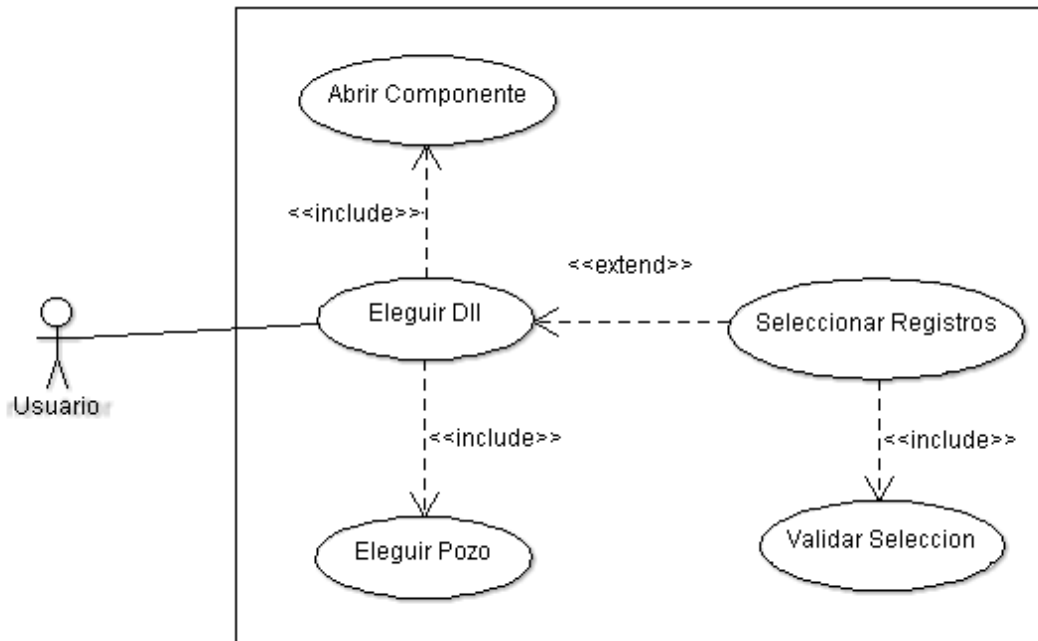 Abrir Componente
<<include>>
<<extend>>
Eleguir Dll
Seleccionar Registros
Usuario
<<include>>
<<include>>
Eleguir Pozo
Validar Seleccion